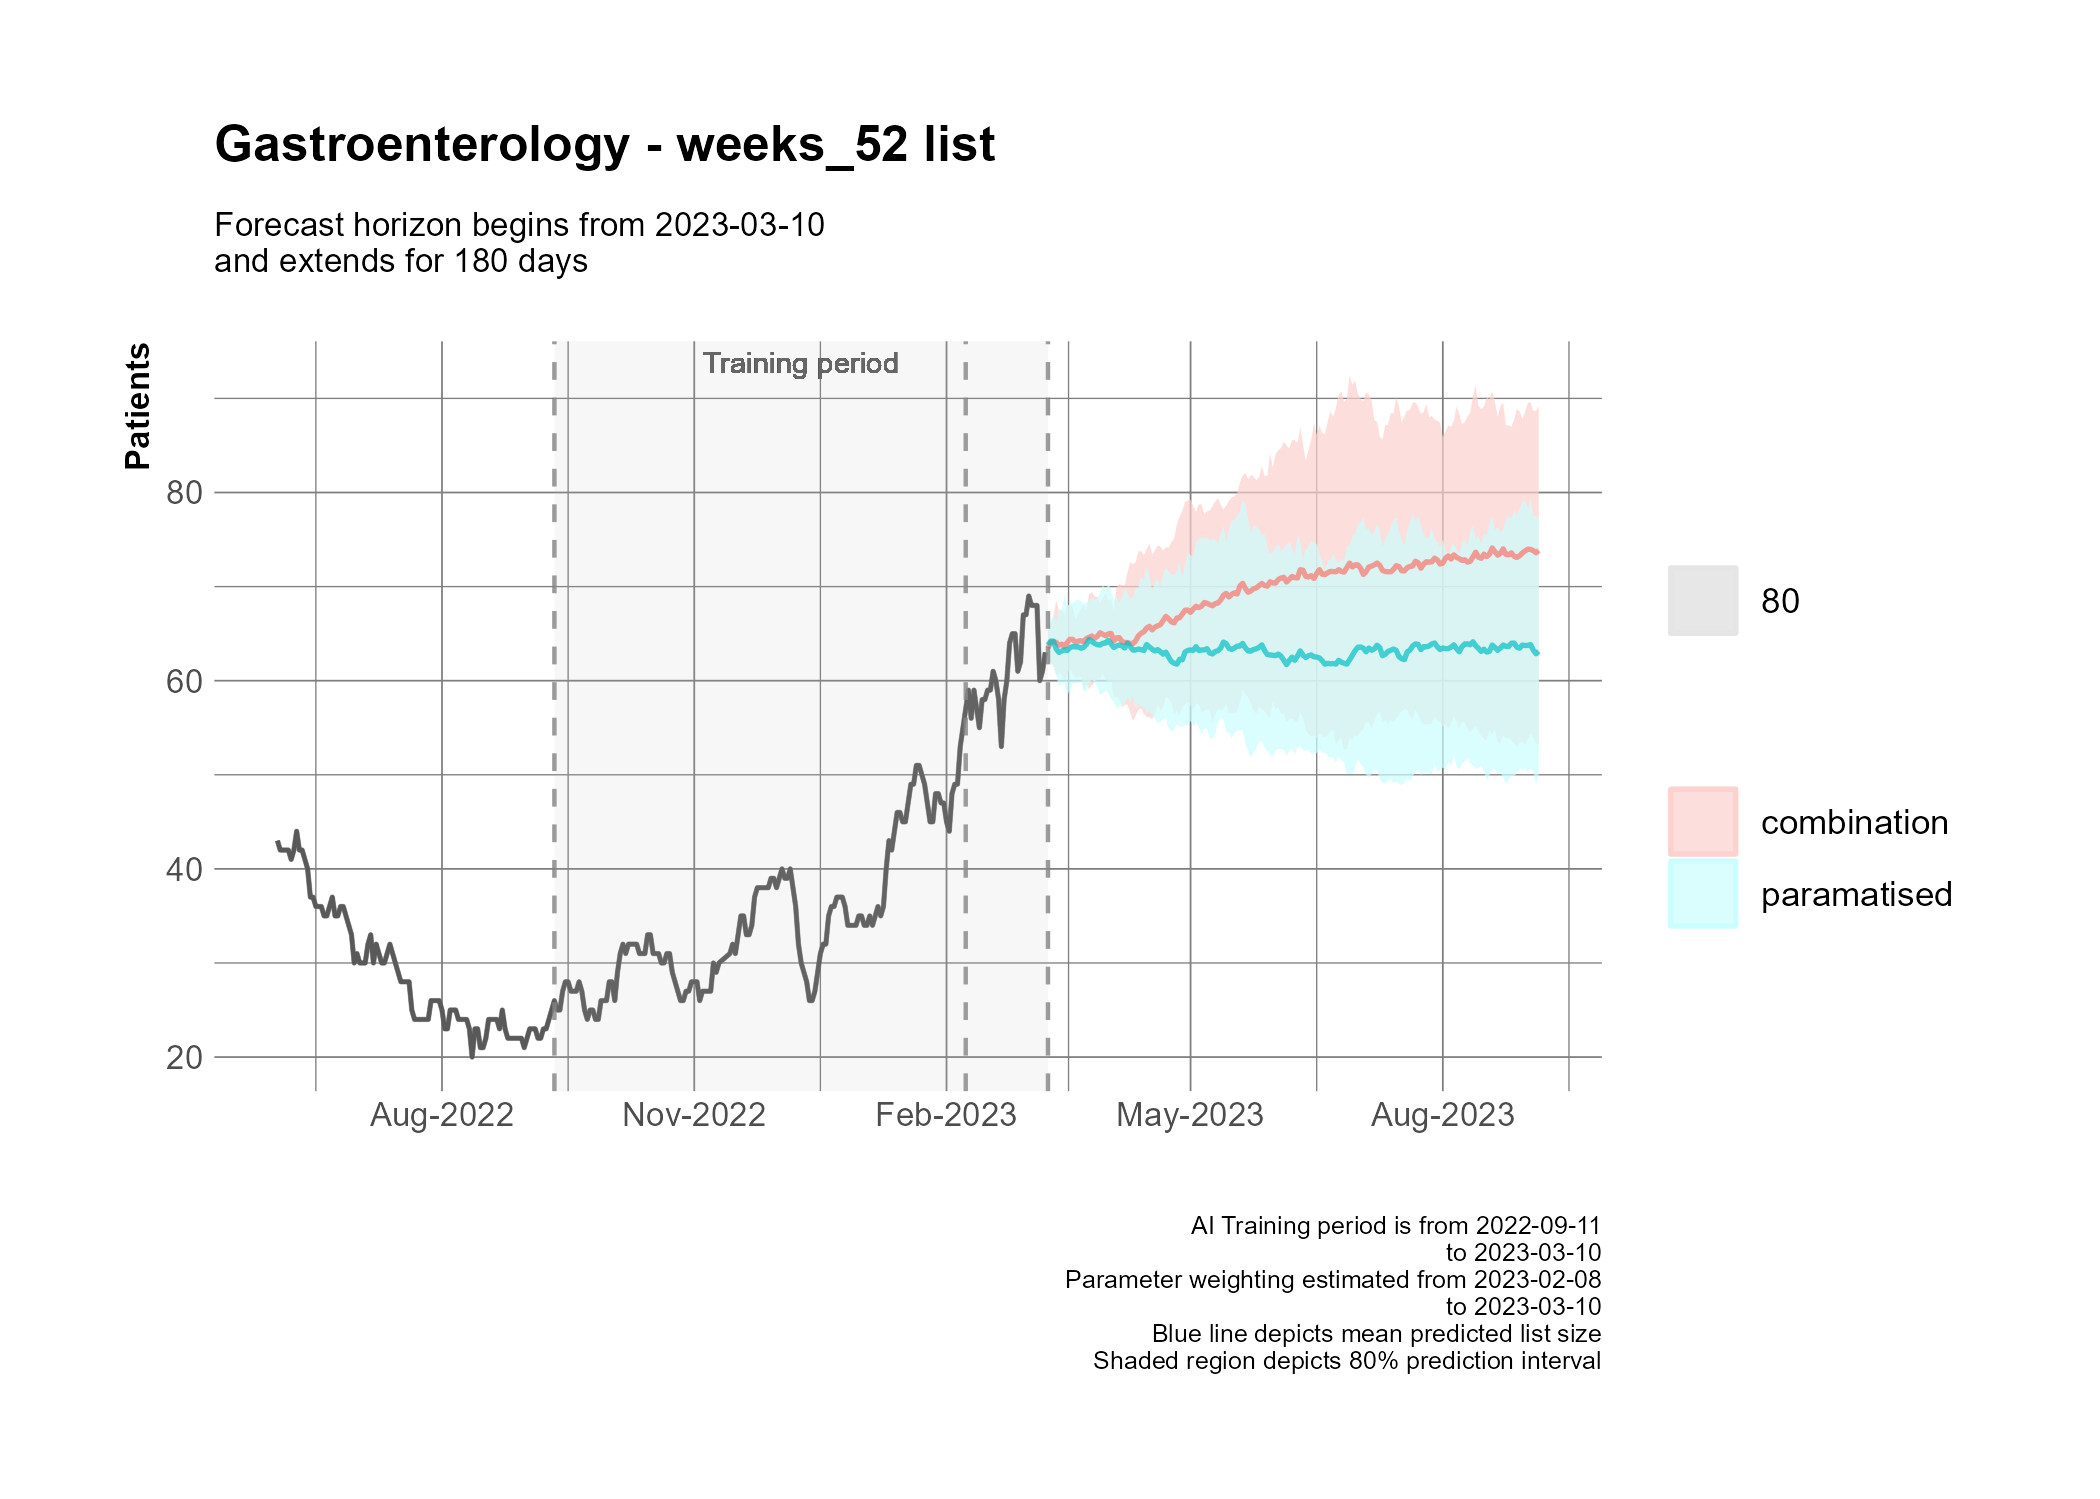 Gastroenterology - weeks_52 list
Forecast horizon begins from 2023-03-10
and extends for 180 days
Patients
Training period
80
60
40
20
Aug-2022
Nov-2022
Feb-2023
May-2023
Aug-2023
80
combination
paramatised
AI Training period is from 2022-09-11
to 2023-03-10
Parameter weighting estimated from 2023-02-08
to 2023-03-10
Blue line depicts mean predicted list size
Shaded region depicts 80% prediction interval